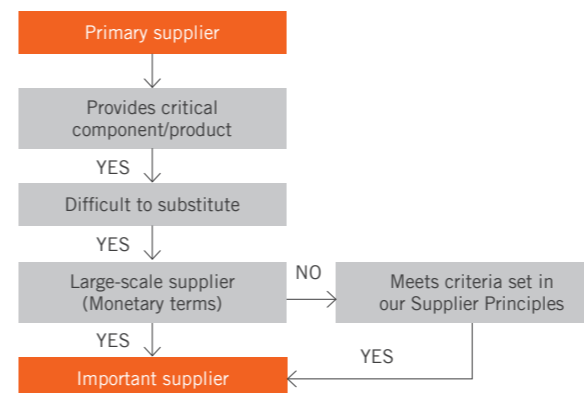 Primary supplier
Provides critical
component/product
YES
Difficult to substitute
YES
Large-scale supplier
(Monetary terms)
NO
Meets criteria set in
our Supplier Principles
YES
YES
Important supplier